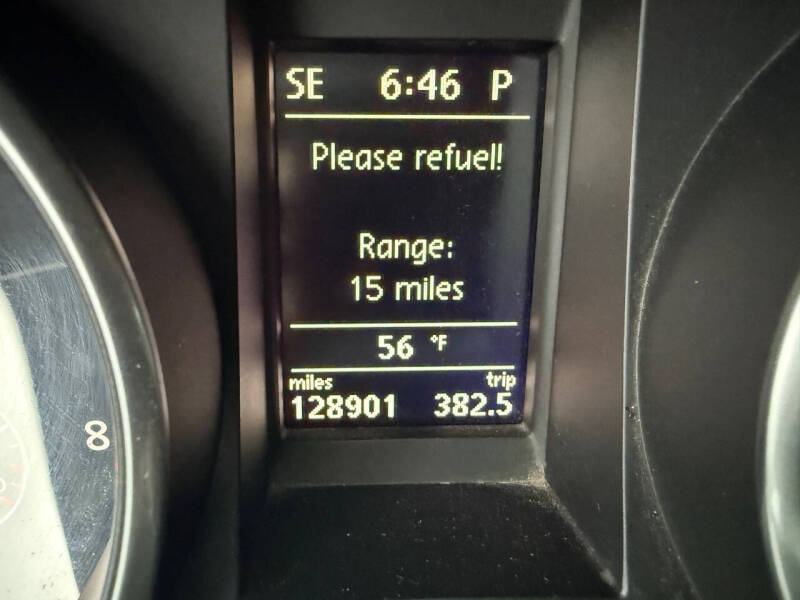 SE 6:46 P
Please refuel!
Range:
15 miles
56 °F
miles trip
128901 382.5
8